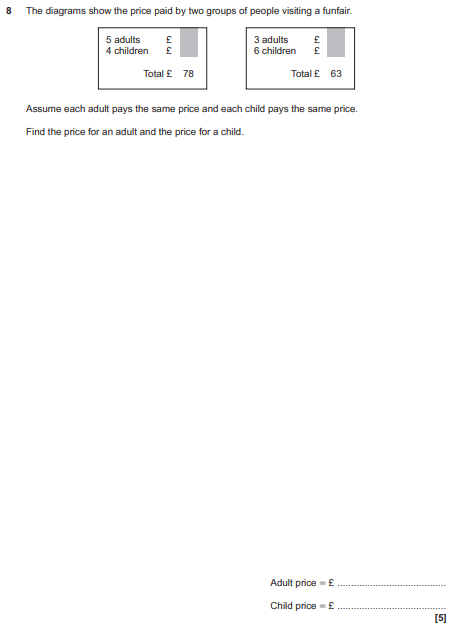 8 The diagrams show the price paid by two groups of people visiting a funfair.
5 adults £
4 children £
Total £ 78
3 adults £
6 children £
Total £ 63
Assume each adult pays the same price and each child pays the same price.
Find the price for an adult and the price for a child.
Adult price = £ ........................................
Child price = £ ........................................
[5]